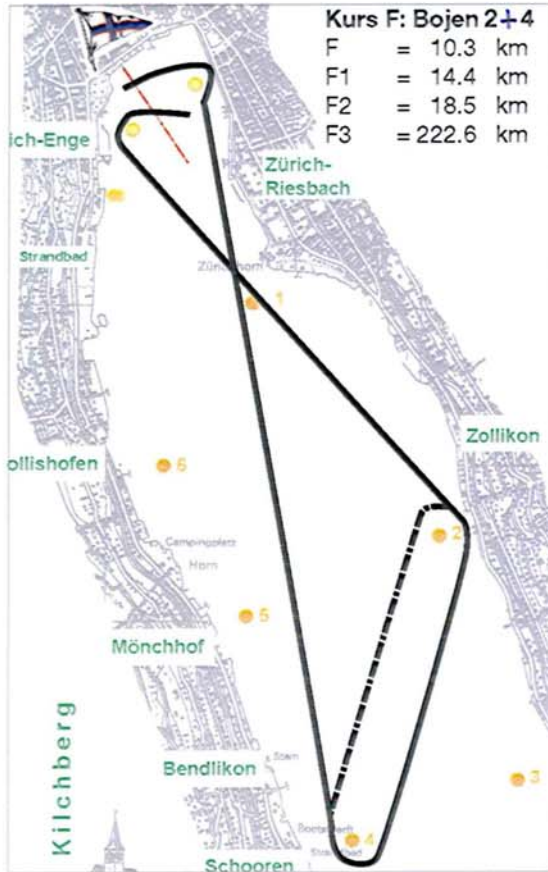 Kurs F: Bojen 2+4
F = 10.3 km
F1 = 14.4 km
F2 = 18.5 km
F3 = 222.6 km
ich-Enge
Zürich-
Riesbach
Strandbad
Zürichhorn
1
Zollikon
ollishofen
6
2
Campingplatz
Horn
5
Mönchhof
Kilchberg
Bendlikon
3
4
Strandbad
Schooren